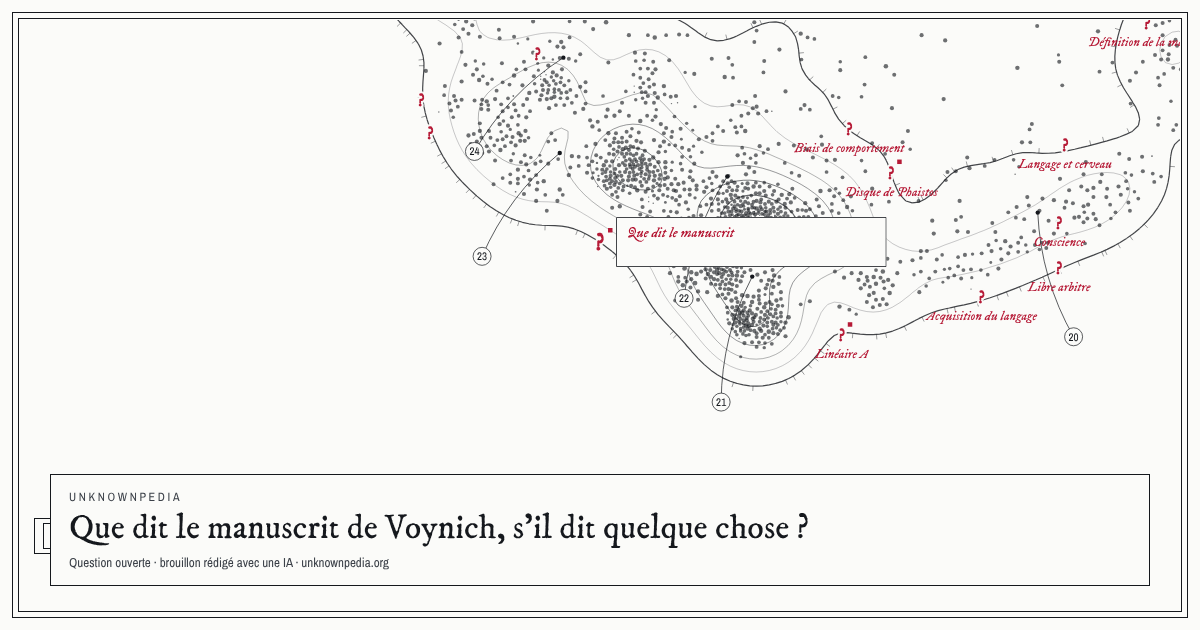 ?
Définition de la
?
?
?
?
24
Biais de comportement
?
Langage et cerveau
?
Disque de Phaistos
?
Que dit le manuscrit
?
Conscience
23
?
Libre arbitre
22
?
Acquisition du langage
?
Linéaire A
20
21
UNKNOWNPEDIA
Que dit le manuscrit de Voynich, s’il dit quelque chose ?
Question ouverte · brouillon rédigé avec une IA · unknownpedia.org